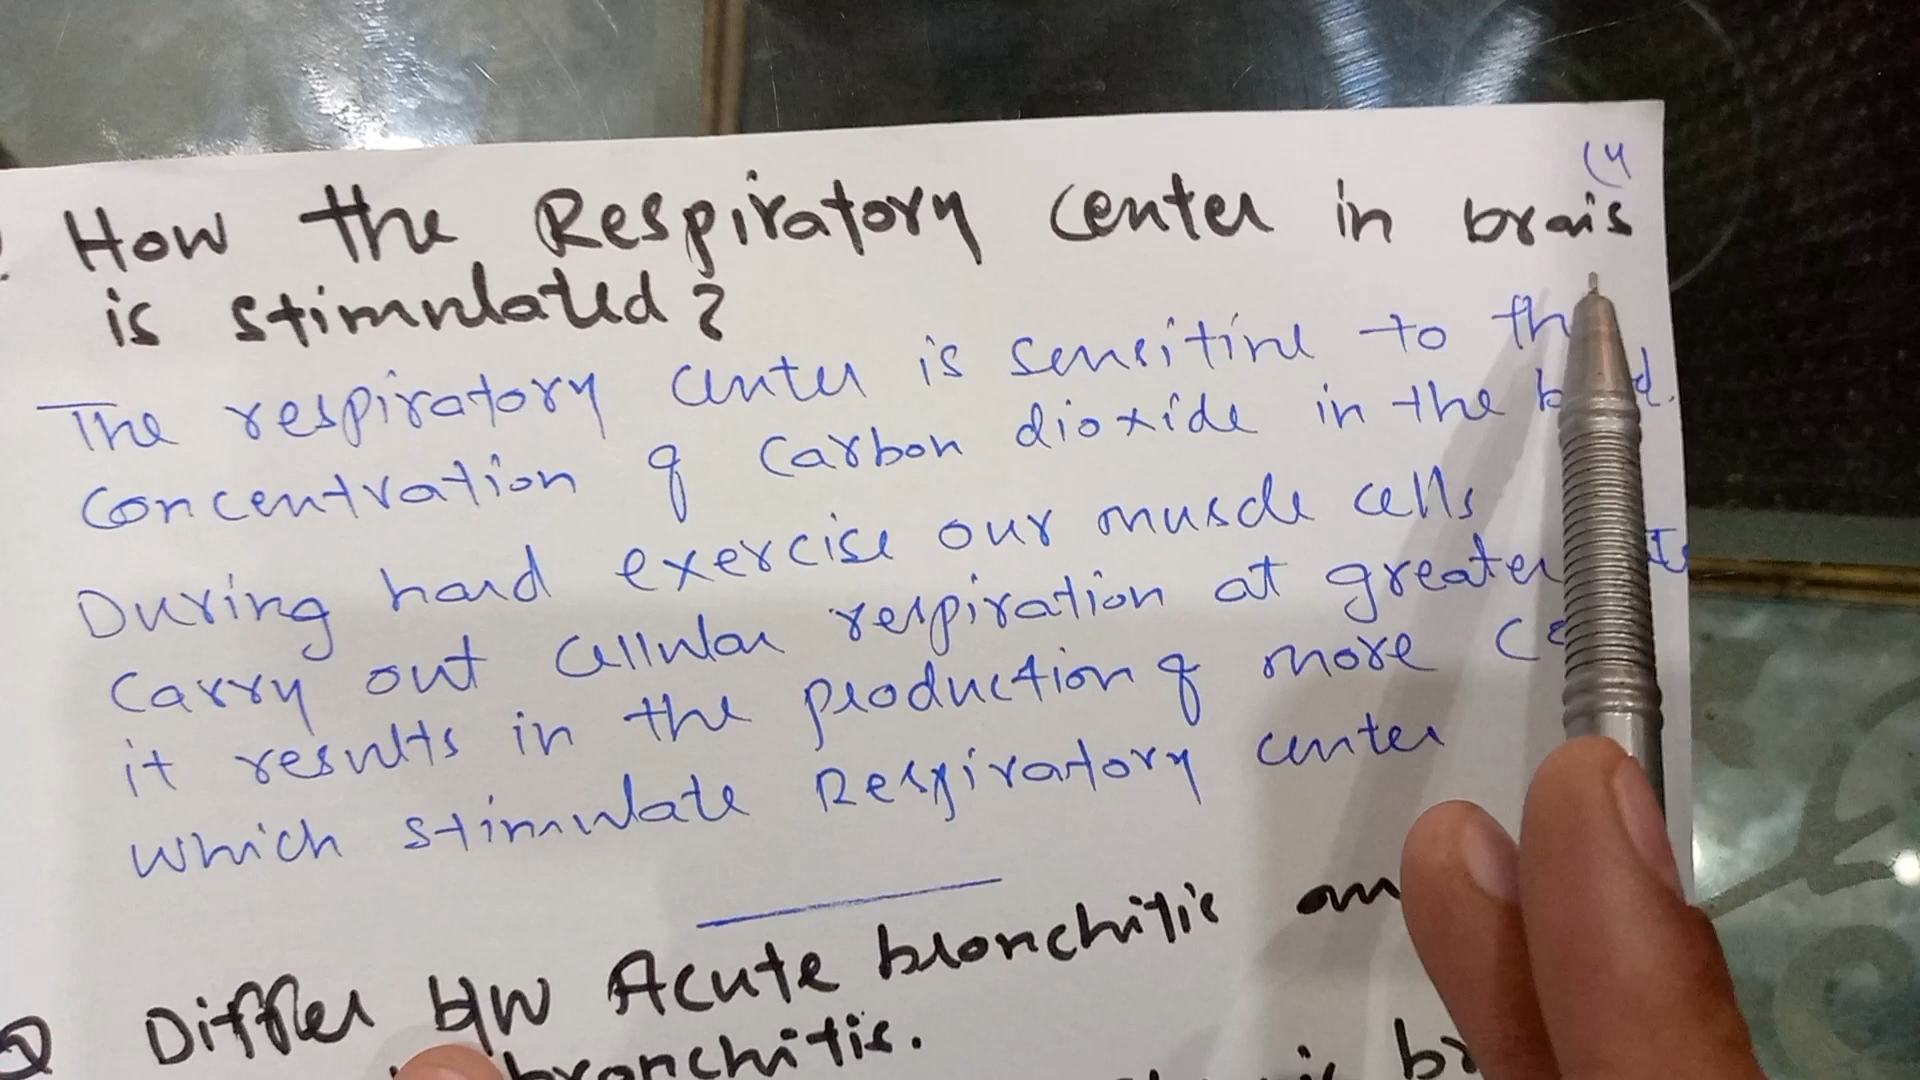 (4
How the Respiratory center in brais
is stimulated?
The respiratory center is sensitive to
concentration of carbon dioxide in the
During hard exercise our muscle cells
carry out cellular respiration at greater
it results in the production of more
which stimulate Respiratory center
Q Differ b/w Acute bronchitis
bronchitis.